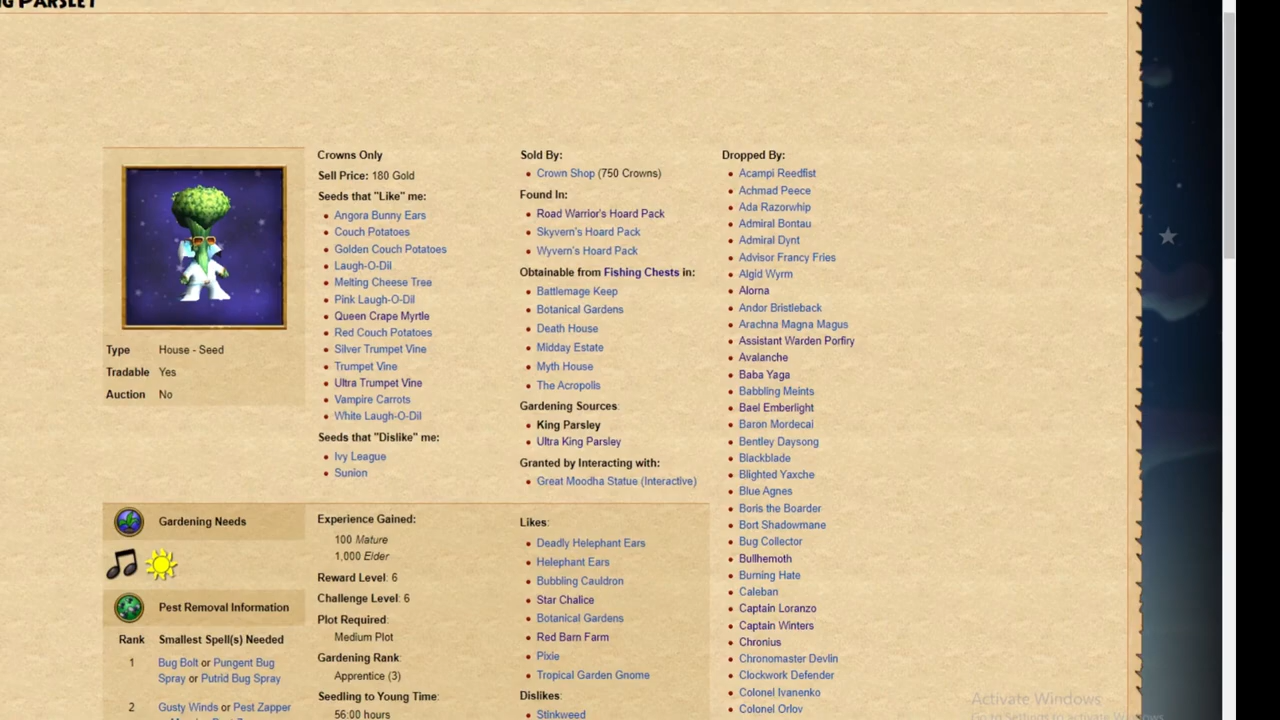 Crowns Only
Sell Price: 180 Gold
Seeds that "Like" me:
Angora Bunny Ears
Couch Potatoes
Golden Couch Potatoes
Laugh-O-Dil
Melting Cheese Tree
Pink Laugh-O-Dil
Queen Crape Myrtle
Red Couch Potatoes
Silver Trumpet Vine
Trumpet Vine
Ultra Trumpet Vine
Vampire Carrots
White Laugh-O-Dil
Seeds that "Dislike" me:
Ivy League
Sunion
Type House - Seed
Tradable Yes
Auction No
Sold By:
Crown Shop (750 Crowns)
Found In:
Road Warrior's Hoard Pack
Skyvern's Hoard Pack
Wyvern's Hoard Pack
Obtainable from Fishing Chests in:
Battlemage Keep
Botanical Gardens
Death House
Midday Estate
Myth House
The Acropolis
Gardening Sources:
King Parsley
Ultra King Parsley
Granted by Interacting with:
Great Moodha Statue (Interactive)
Dropped By:
Acampi Reedfist
Achmad Peece
Ada Razorwhip
Admiral Bontau
Admiral Dynt
Advisor Francy Fries
Algid Wyrm
Alorna
Andor Bristleback
Arachna Magna Magus
Assistant Warden Porfiry
Avalanche
Baba Yaga
Babbling Meints
Bael Emberlight
Baron Mordecai
Bentley Daysong
Blackblade
Blighted Yaxche
Blue Agnes
Boris the Boarder
Bort Shadowmane
Bug Collector
Bullhemoth
Burning Hate
Caleban
Captain Loranzo
Captain Winters
Chronius
Chronomaster Devlin
Clockwork Defender
Colonel Ivanenko
Colonel Orlov
Gardening Needs
Pest Removal Information
Rank Smallest Spell(s) Needed
1 Bug Bolt or Pungent Bug
Spray or Putrid Bug Spray
2 Gusty Winds or Pest Zapper
Experience Gained:
100 Mature
1,000 Elder
Reward Level: 6
Challenge Level: 6
Plot Required:
Medium Plot
Gardening Rank:
Apprentice (3)
Seedling to Young Time:
56:00 hours
Likes:
Deadly Helephant Ears
Helephant Ears
Bubbling Cauldron
Star Chalice
Botanical Gardens
Red Barn Farm
Pixie
Tropical Garden Gnome
Dislikes:
Stinkweed
Activate Windows